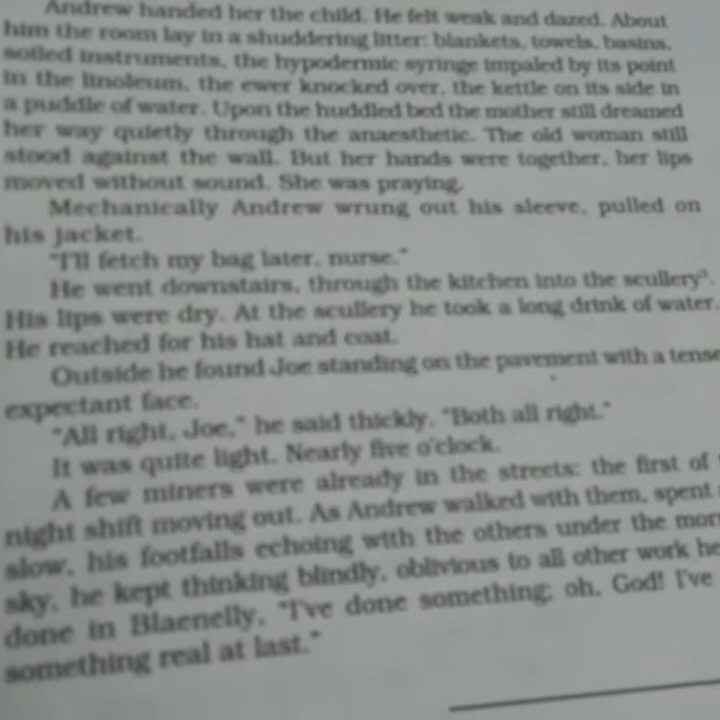 Andrew handed her the child. He felt weak and dazed. About
him the room lay in a shuddering litter: blankets, towels, basins,
soiled instruments, the hypodermic syringe impaled by its point
in the linoleum, the ewer knocked over, the kettle on its side in
a puddle of water. Upon the huddled bed the mother still dreamed
her way quietly through the anaesthetic. The old woman still
stood against the wall. But her hands were together, her lips
moved without sound. She was praying.
Mechanically Andrew wrung out his sleeve, pulled on
his jacket.
"I'll fetch my bag later, nurse."
He went downstairs, through the kitchen into the scullery⁵.
His lips were dry. At the scullery he took a long drink of water.
He reached for his hat and coat.
Outside he found Joe standing on the pavement with a tense
expectant face.
"All right, Joe," he said thickly. "Both all right."
It was quite light. Nearly five o'clock.
A few miners were already in the streets: the first of
night shift moving out. As Andrew walked with them, spent
slow, his footfalls echoing with the others under the
sky, he kept thinking blindly, oblivious to all other work he
done in Blaenelly, "I've done something; oh, God! I've
something real at last."